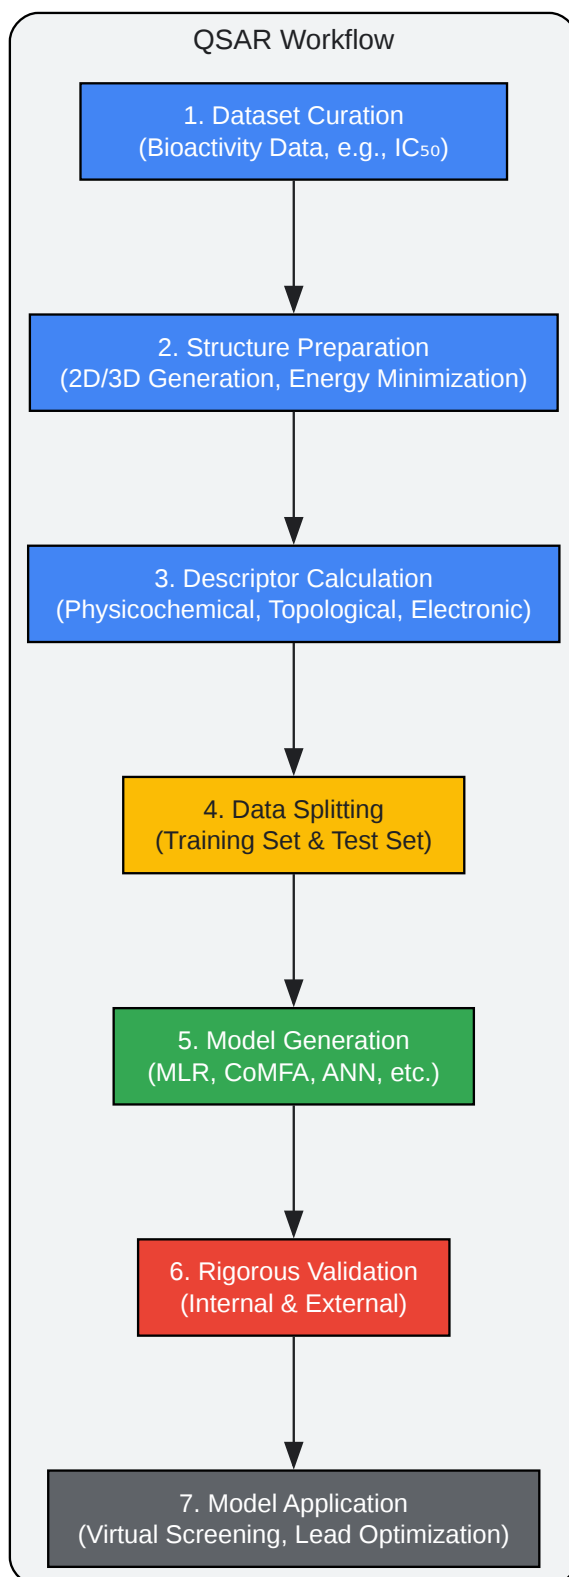 QSAR Workflow
1. Dataset Curation
(Bioactivity Data, e.g., IC₅₀)
2. Structure Preparation
(2D/3D Generation, Energy Minimization)
3. Descriptor Calculation
(Physicochemical, Topological, Electronic)
4. Data Splitting
(Training Set & Test Set)
5. Model Generation
(MLR, CoMFA, ANN, etc.)
6. Rigorous Validation
(Internal & External)
7. Model Application
(Virtual Screening, Lead Optimization)